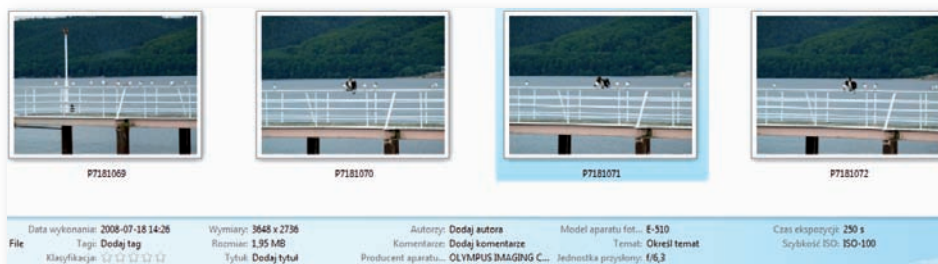 P7181069 P7181070 P7181071 P7181072
Data wykonania: 2008-07-18 14:26 Wymiary: 3648 x 2736 Autorzy: Dodaj autora Model aparatu fot... E-510 Czas ekspozycji: 250 s
File Tagi: Dodaj tag Rozmiar: 1,95 MB Komentarze: Dodaj komentarze Temat: Określ temat Szybkość ISO: ISO-100
Klasyfikacja: Tytuł: Dodaj tytuł Producent aparatu... OLYMPUS IMAGING C... Jednostka przysłony: f/6,3